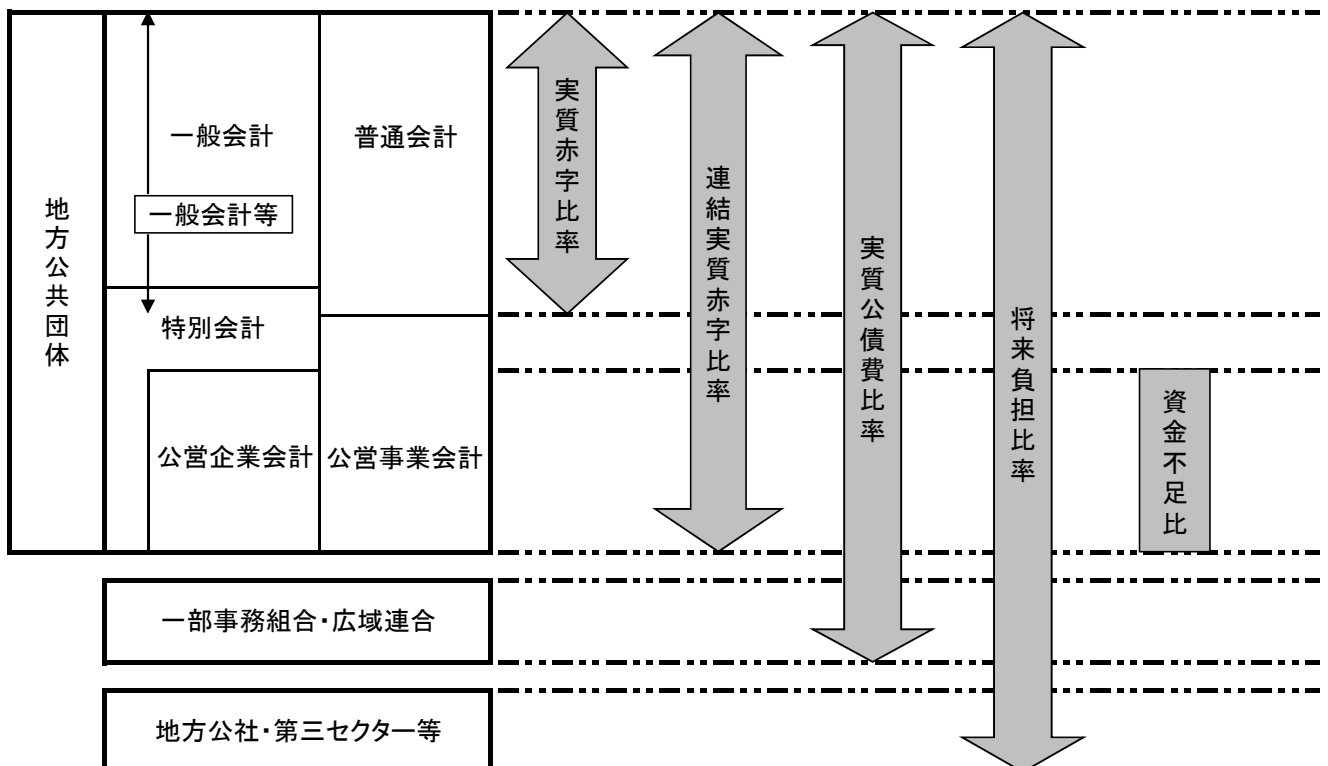 地方公共団体
一般会計
普通会計
一般会計等
特別会計
公営企業会計
公営事業会計
一部事務組合・広域連合
地方公社・第三セクター等
実質赤字比率
連結実質赤字比率
実質公債費比率
将来負担比率
資金不足比